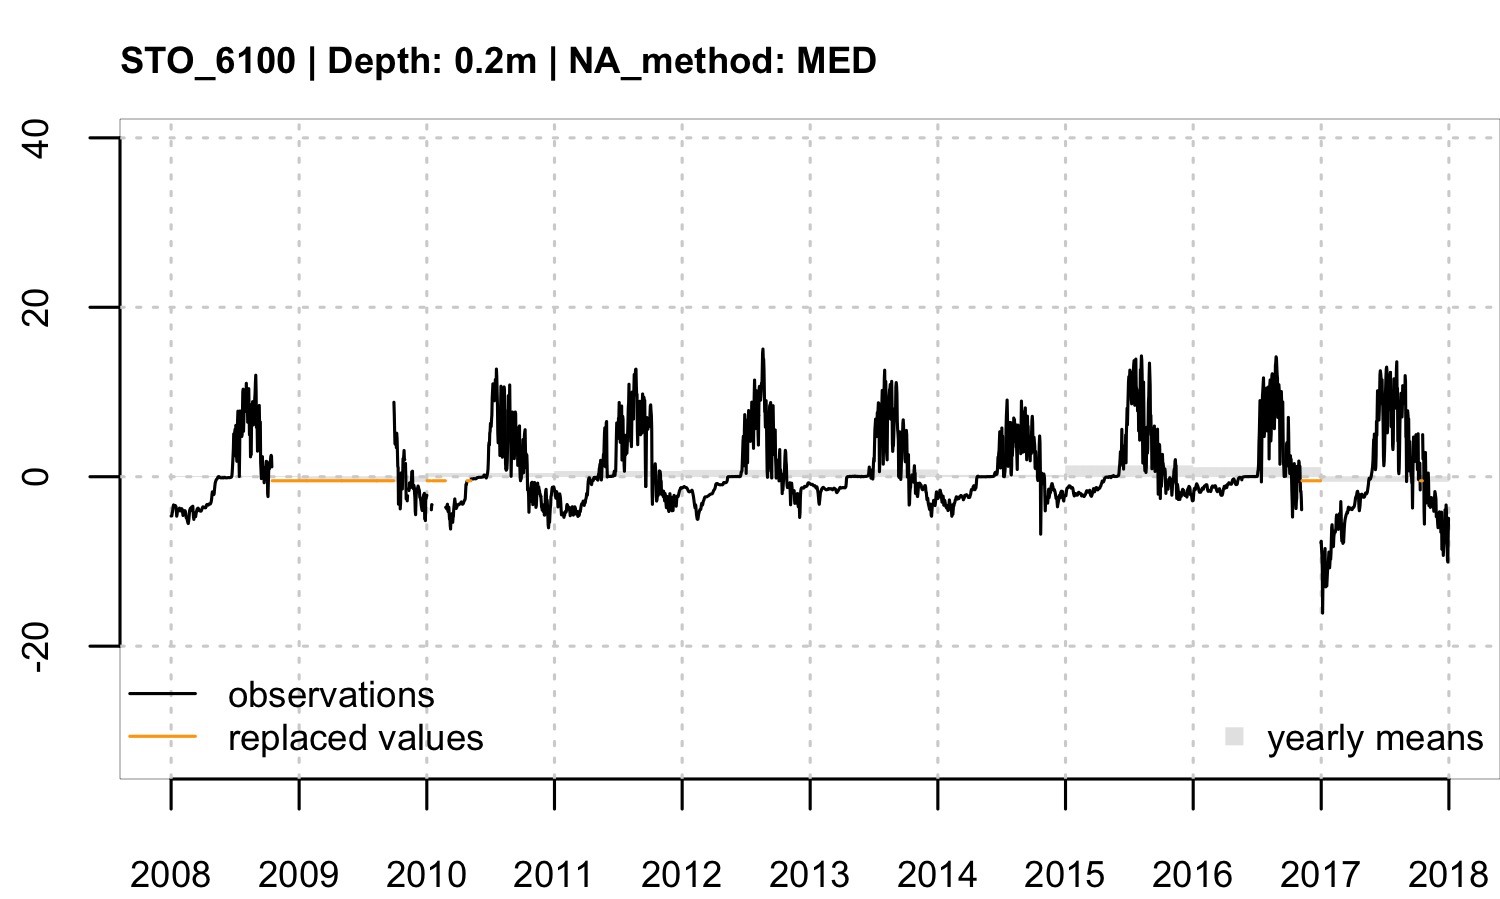 STO_6100 | Depth: 0.2m | NA_method: MED
40
20
0
-20
observations
replaced values
yearly means
2008 2009 2010 2011 2012 2013 2014 2015 2016 2017 2018